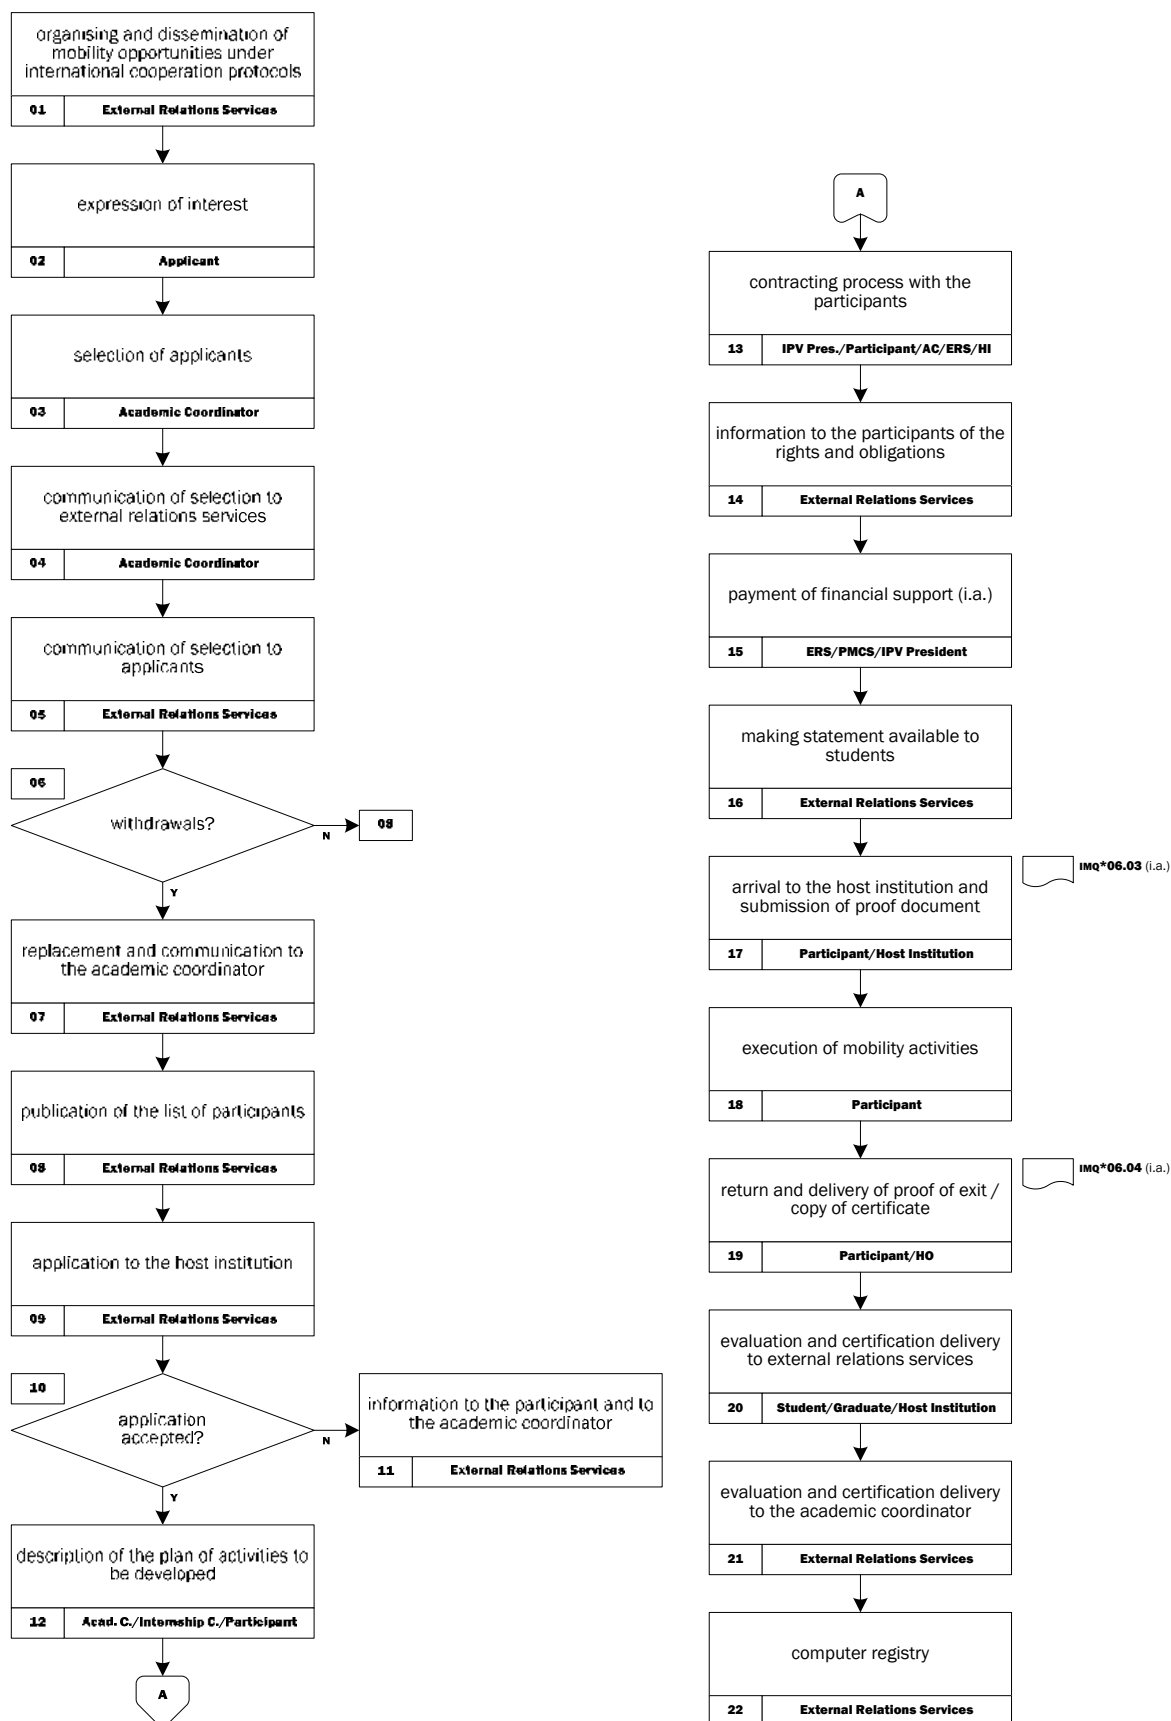 organising and dissemination of
mobility opportunities under
international cooperation protocols
01 External Relations Services
expression of interest
02 Applicant
selection of applicants
03 Academic Coordinator
communication of selection to
external relations services
04 Academic Coordinator
communication of selection to
applicants
05 External Relations Services
06
withdrawals?
N
08
Y
replacement and communication to
the academic coordinator
07 External Relations Services
publication of the list of participants
08 External Relations Services
application to the host institution
09 External Relations Services
10
application
accepted?
N
information to the participant and to
the academic coordinator
11 External Relations Services
Y
description of the plan of activities to
be developed
12 Acad. C./Internship C./Participant
A
A
contracting process with the
participants
13 IPV Pres./Participant/AC/ERS/HI
information to the participants of the
rights and obligations
14 External Relations Services
payment of financial support (i.a.)
15 ERS/PMCS/IPV President
making statement available to
students
16 External Relations Services
arrival to the host institution and
submission of proof document
17 Participant/Host Institution
IMQ*06.03 (i.a.)
execution of mobility activities
18 Participant
return and delivery of proof of exit /
copy of certificate
19 Participant/HO
IMQ*06.04 (i.a.)
evaluation and certification delivery
to external relations services
20 Student/Graduate/Host Institution
evaluation and certification delivery
to the academic coordinator
21 External Relations Services
computer registry
22 External Relations Services